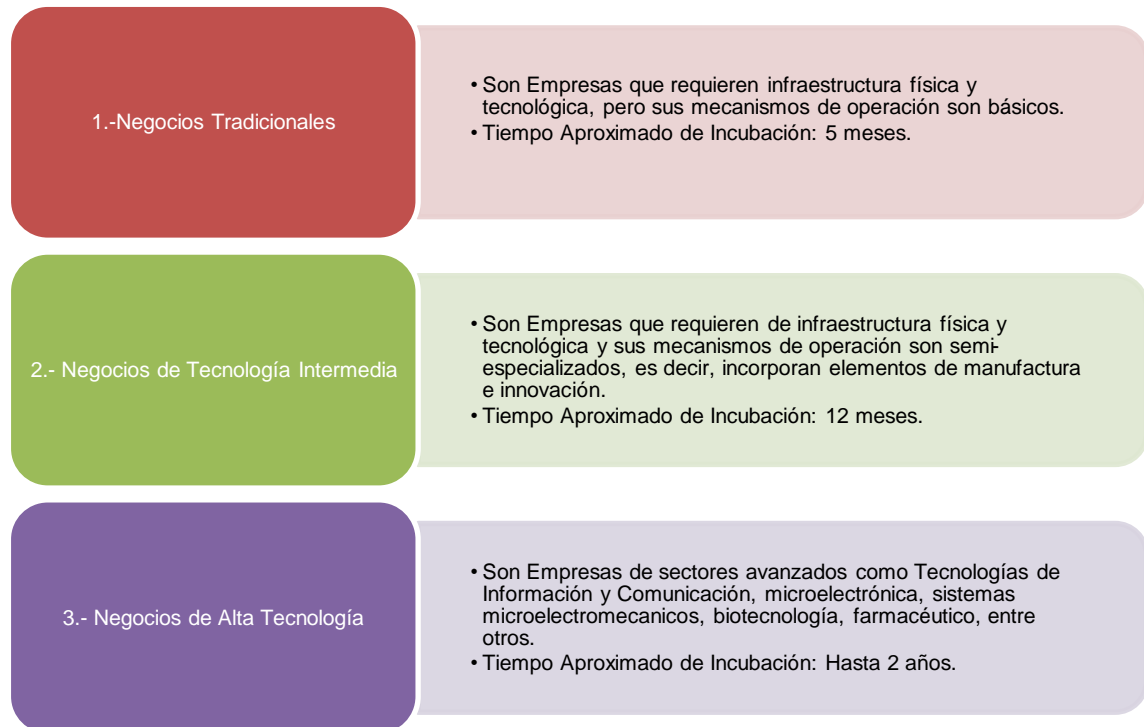 1.-Negocios Tradicionales
• Son Empresas que requieren infraestructura física y
tecnológica, pero sus mecanismos de operación son básicos.
• Tiempo Aproximado de Incubación: 5 meses.
2.- Negocios de Tecnología Intermedia
• Son Empresas que requieren de infraestructura física y
tecnológica y sus mecanismos de operación son semi-
especializados, es decir, incorporan elementos de manufactura
e innovación.
• Tiempo Aproximado de Incubación: 12 meses.
3.- Negocios de Alta Tecnología
• Son Empresas de sectores avanzados como Tecnologías de
Información y Comunicación, microelectrónica, sistemas
microelectromecanicos, biotecnología, farmacéutico, entre
otros.
• Tiempo Aproximado de Incubación: Hasta 2 años.